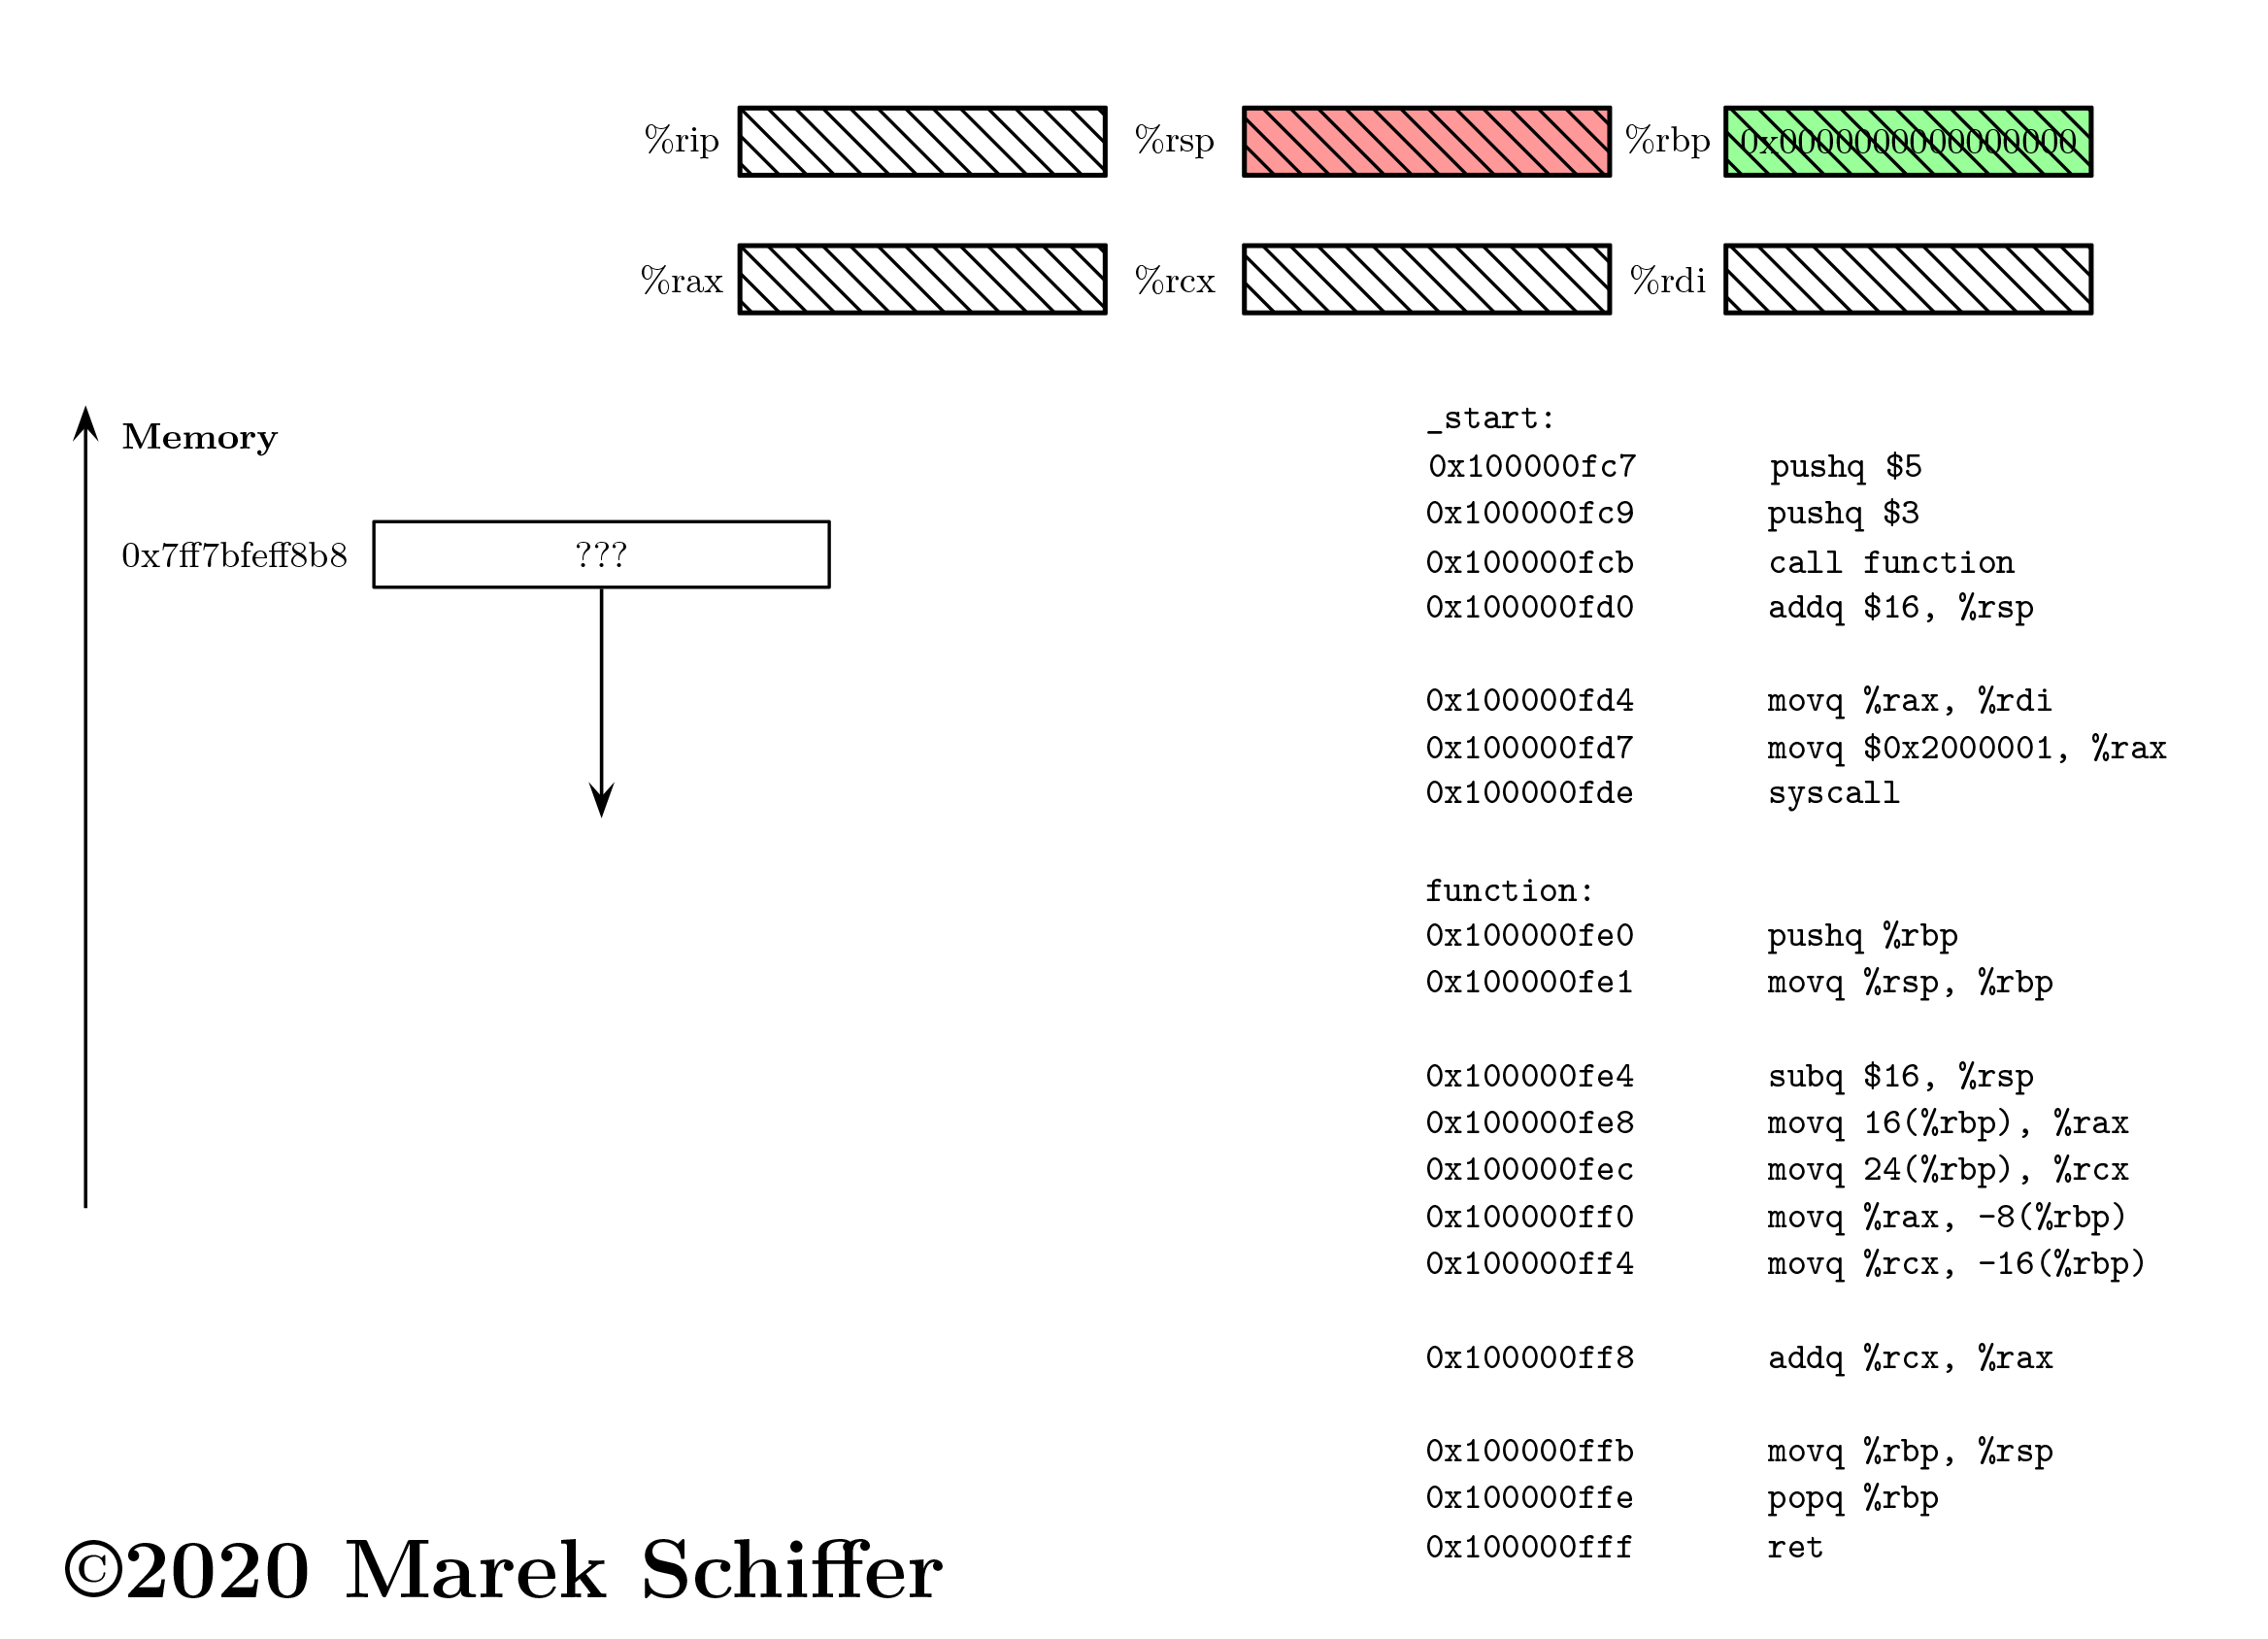 %rip %rsp %rbp 0x0000000000000000
%rax %rcx %rdi
Memory
0x7ff7bfeff8b8 ???
_start:
0x100000fc7 pushq $5
0x100000fc9 pushq $3
0x100000fcb call function
0x100000fd0 addq $16, %rsp
0x100000fd4 movq %rax, %rdi
0x100000fd7 movq $0x2000001, %rax
0x100000fde syscall
function:
0x100000fe0 pushq %rbp
0x100000fe1 movq %rsp, %rbp
0x100000fe4 subq $16, %rsp
0x100000fe8 movq 16(%rbp), %rax
0x100000fec movq 24(%rbp), %rcx
0x100000ff0 movq %rax, -8(%rbp)
0x100000ff4 movq %rcx, -16(%rbp)
0x100000ff8 addq %rcx, %rax
0x100000ffb movq %rbp, %rsp
0x100000ffe popq %rbp
0x100000fff ret
©2020 Marek Schiffer